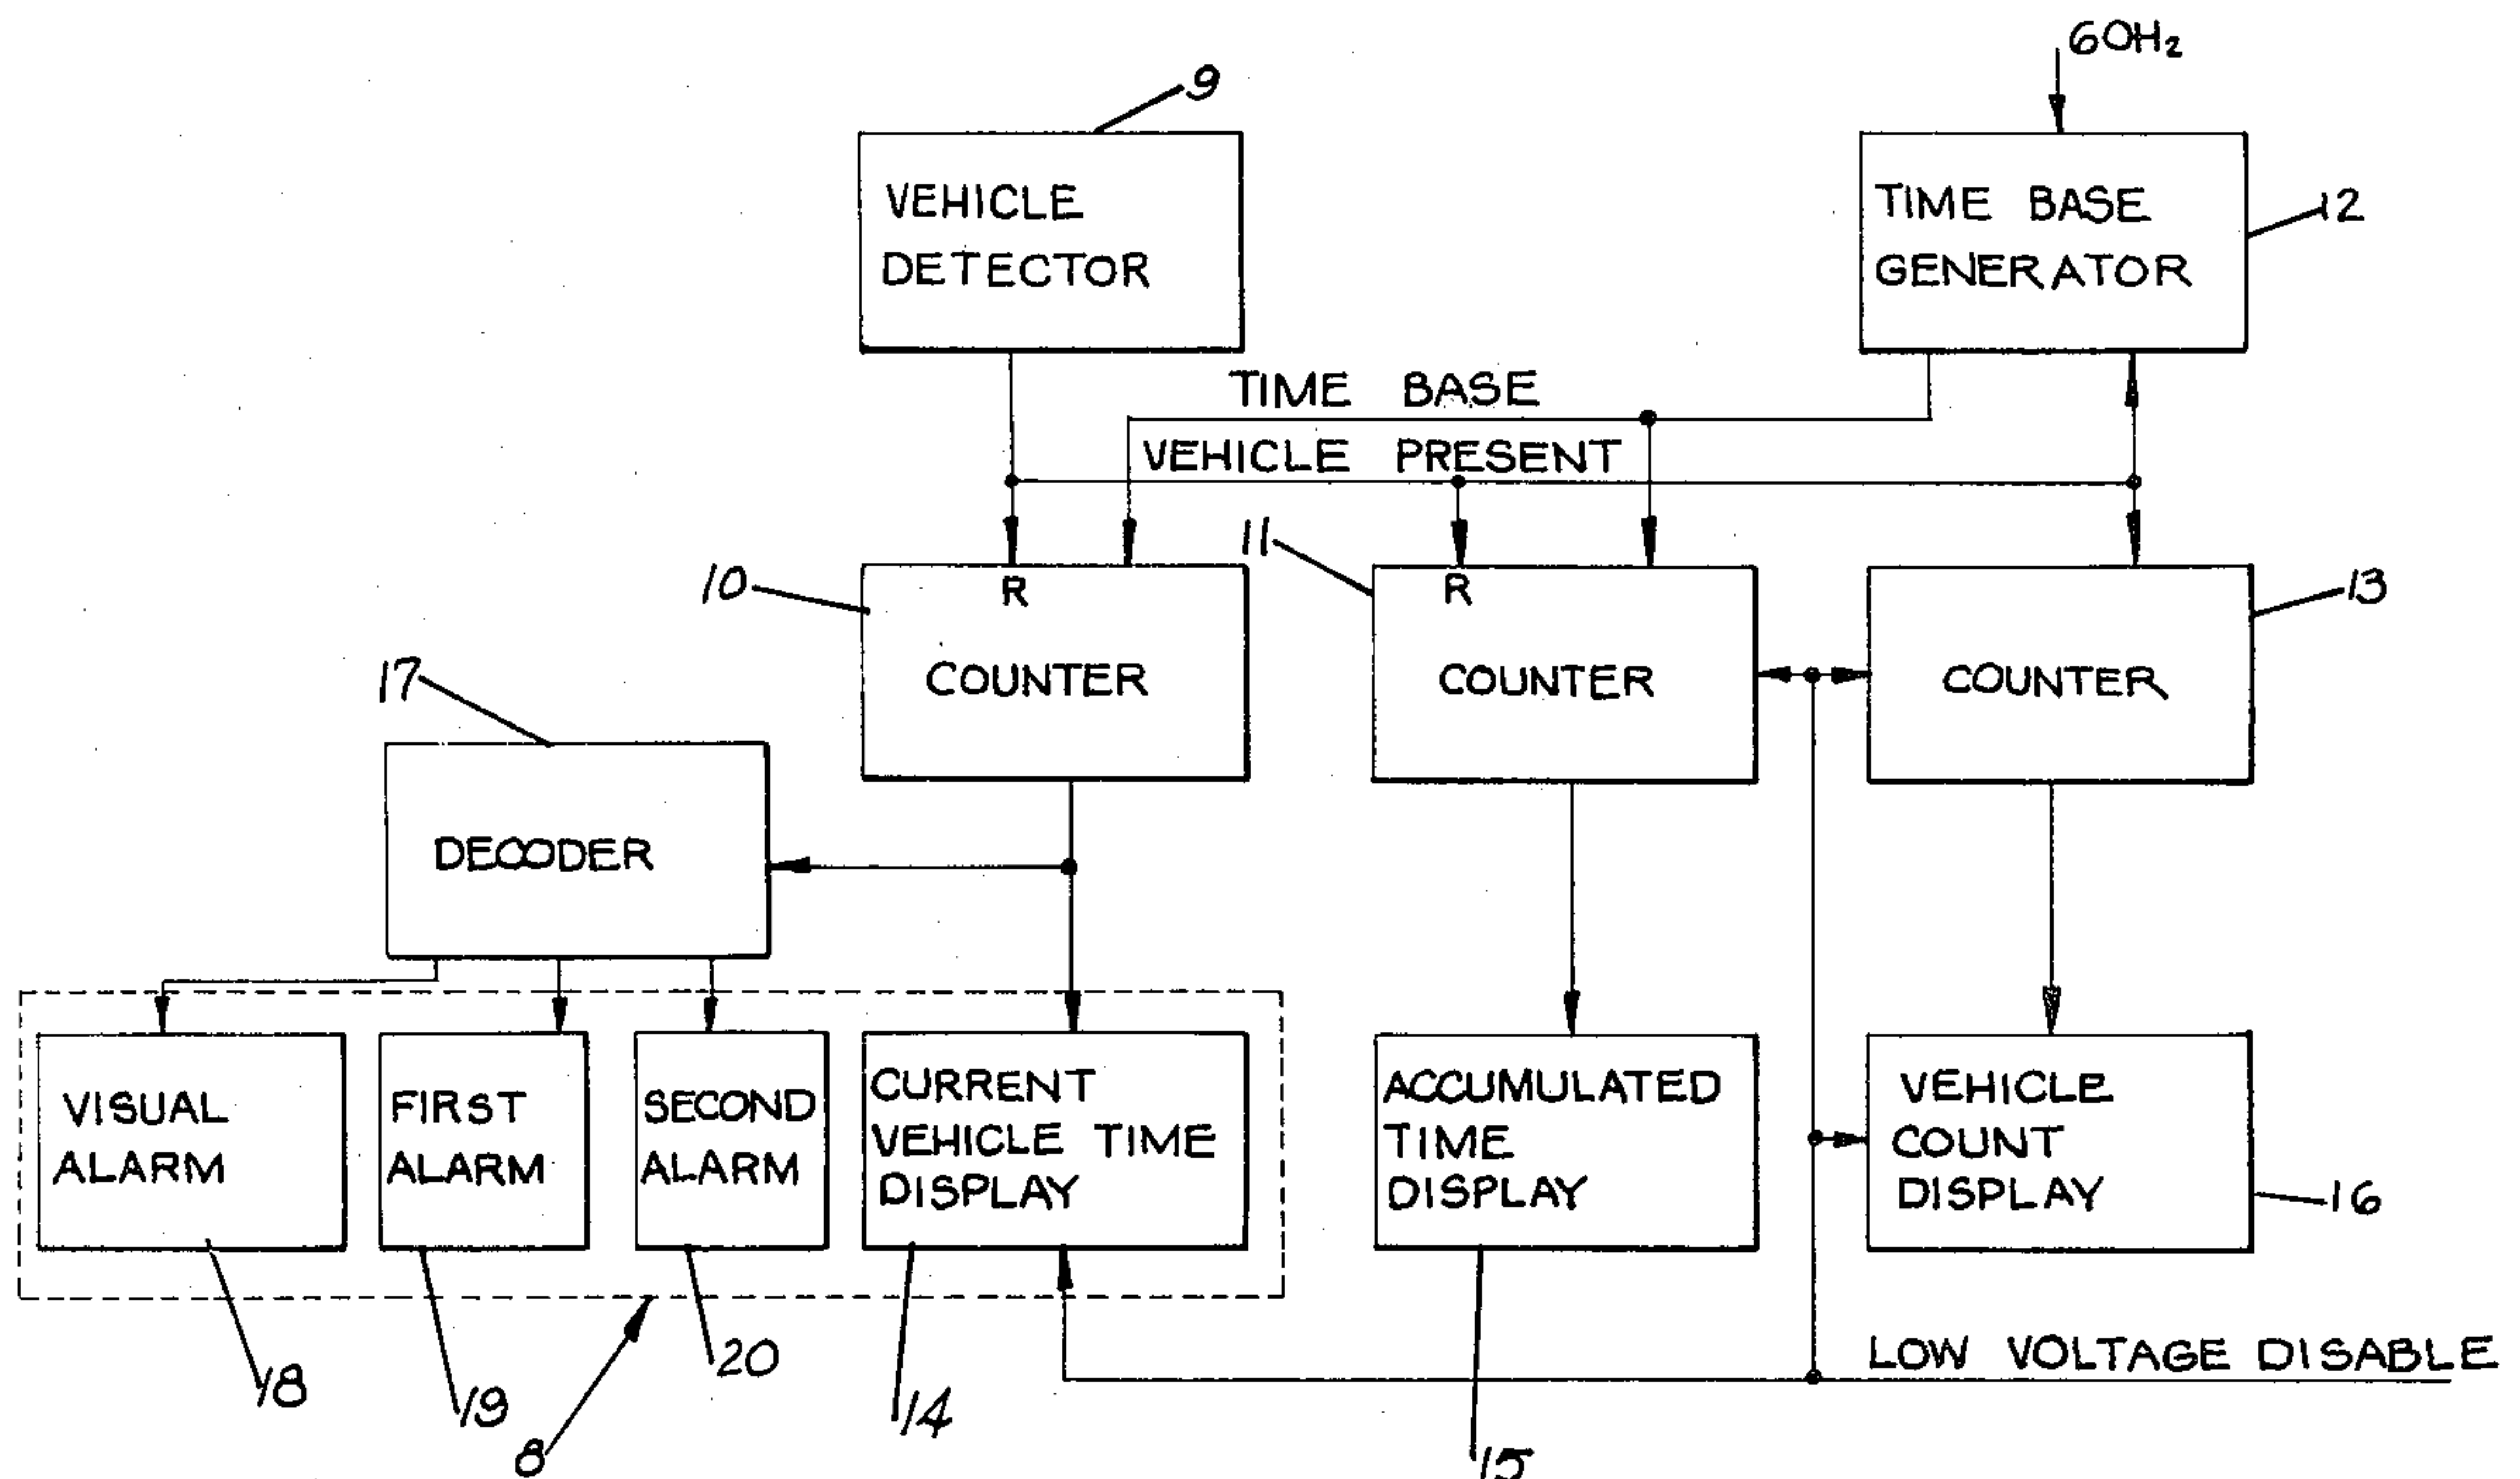 60H₂
9
VEHICLE
DETECTOR
TIME BASE
GENERATOR
12
TIME BASE
VEHICLE PRESENT
10
R
COUNTER
11
R
COUNTER
13
COUNTER
17
DECODER
VISUAL
ALARM
FIRST
ALARM
SECOND
ALARM
CURRENT
VEHICLE TIME
DISPLAY
ACCUMULATED
TIME
DISPLAY
VEHICLE
COUNT
DISPLAY
16
LOW VOLTAGE DISABLE
18
19
20
8
14
15